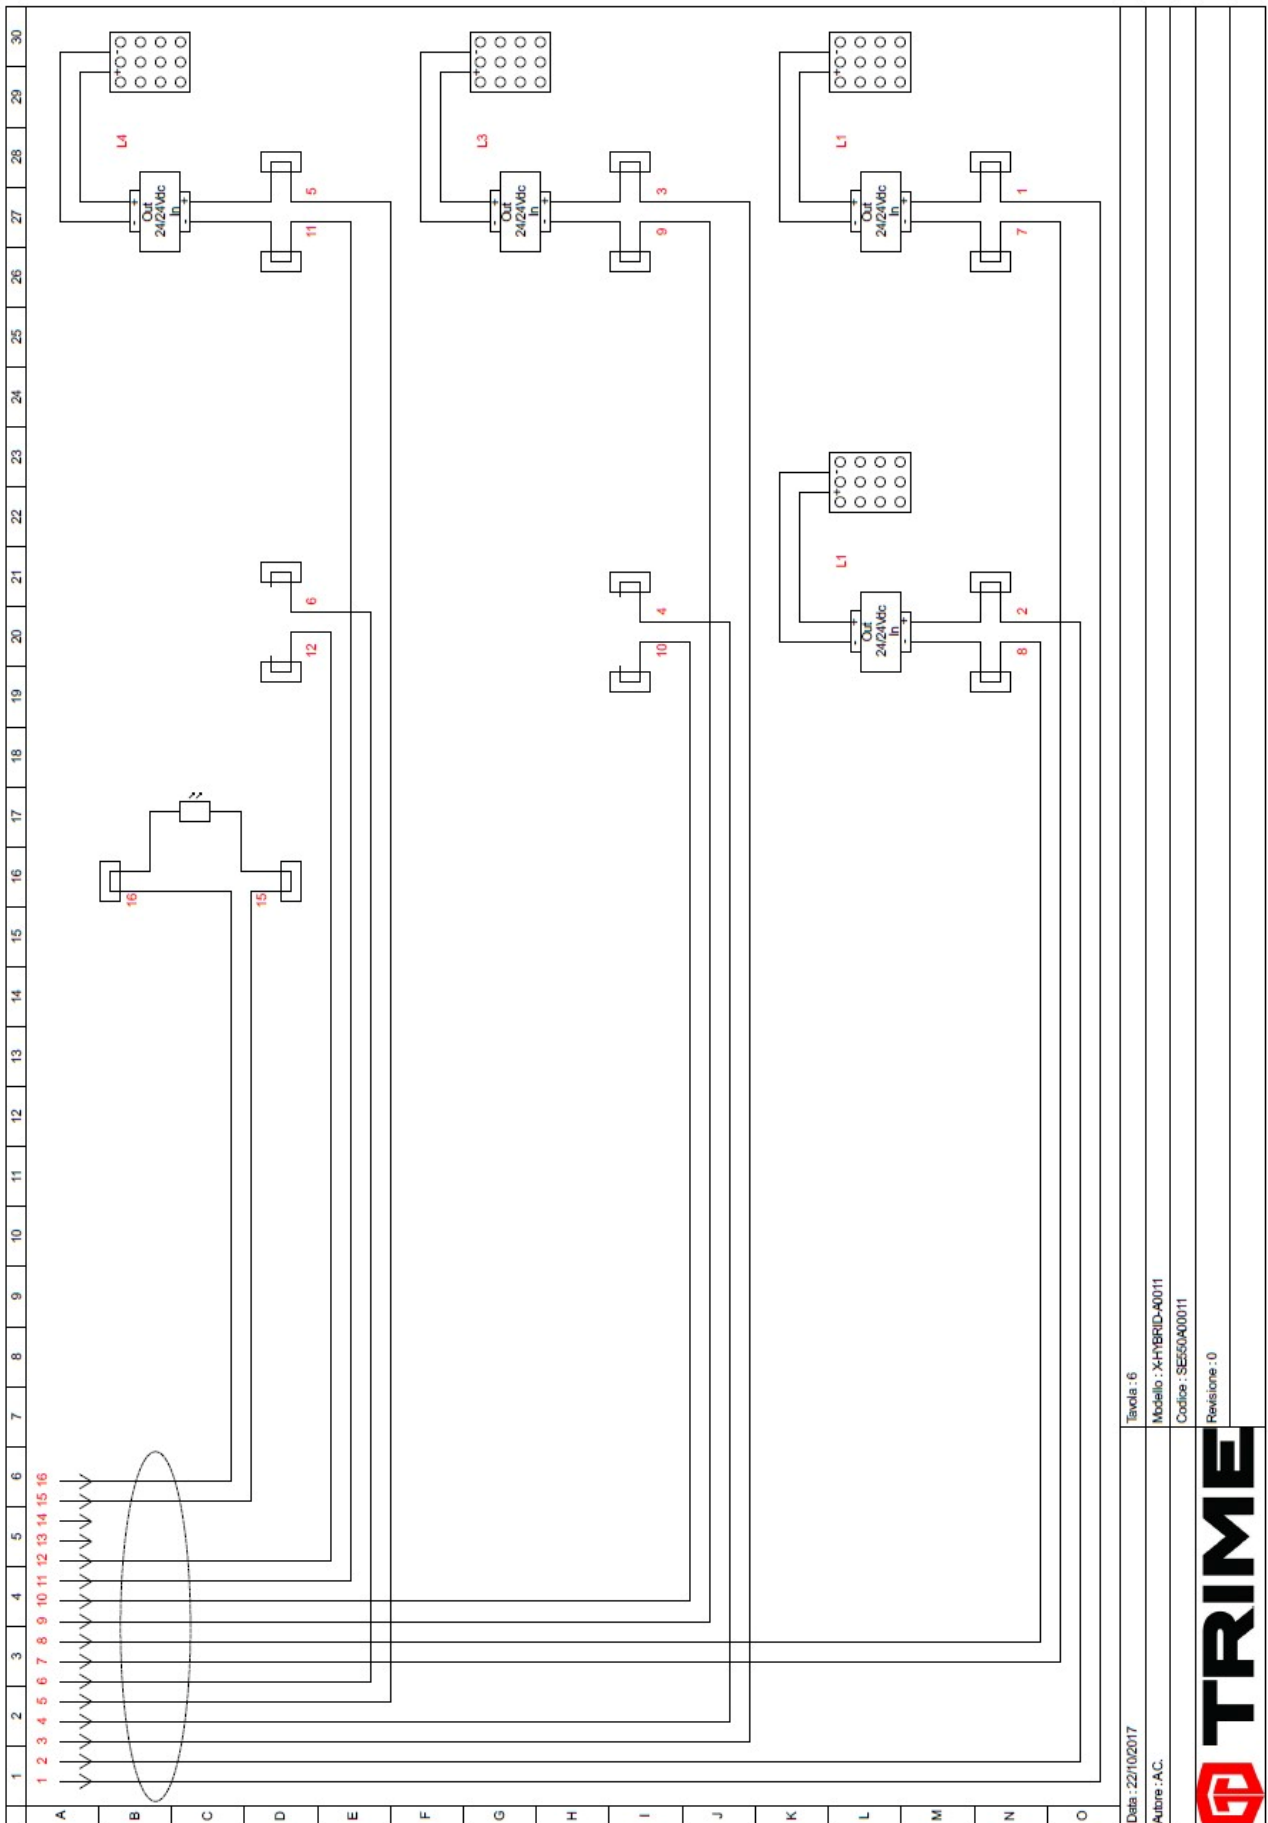 1 2 3 4 5 6 7 8 9 10 11 12 13 14 15 16 17 18 19 20 21 22 23 24 25 26 27 28 29 30
A
B
C
D
E
F
G
H
I
J
K
L
M
N
O
1 2 3 4 5 6 7 8 9 10 11 12 13 14 15 16
16
15
12 6
11 5
- +
Out
24/24Vdc
In
- +
L4
+ -
10 4
9 3
- +
Out
24/24Vdc
In
- +
L3
+ -
8 2
- +
Out
24/24Vdc
In
- +
L1
+ -
7 1
- +
Out
24/24Vdc
In
- +
L1
+ -
Data : 22/10/2017
Autore : A.C.
Tavola : 6
Modello : X-HYBRID-A0011
Codice : SE550A00011
Revisione : 0
TRIME